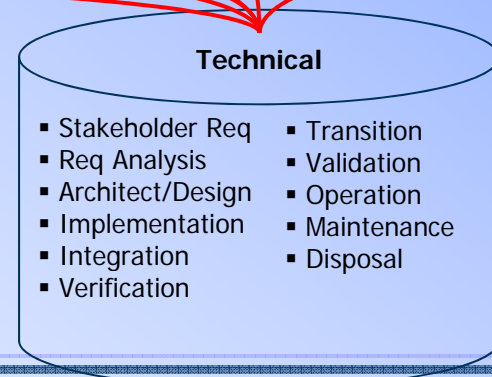 Technical
▪ Stakeholder Req
▪ Req Analysis
▪ Architect/Design
▪ Implementation
▪ Integration
▪ Verification
▪ Transition
▪ Validation
▪ Operation
▪ Maintenance
▪ Disposal